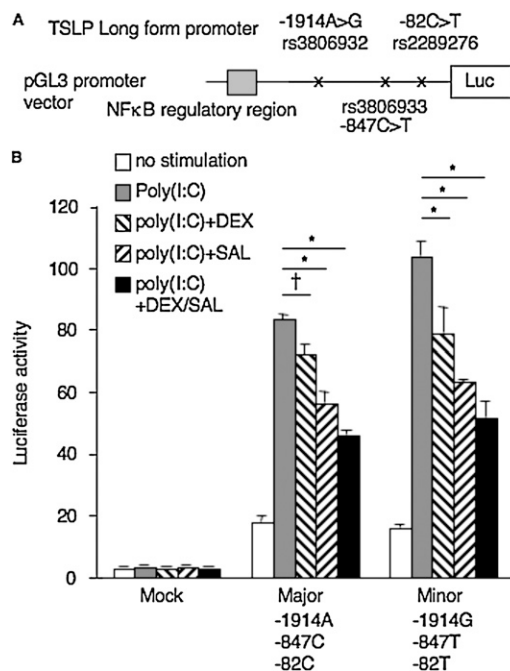 A
TSLP Long form promoter
-1914A>G
rs3806932
-82C>T
rs2289276
pGL3 promoter
vector
Luc
NFκB regulatory region
rs3806933
-847C>T
B
no stimulation
Poly(I:C)
poly(I:C)+DEX
poly(I:C)+SAL
poly(I:C)
+DEX/SAL
Luciferase activity
120
100
80
60
40
20
0
*
*
†
*
*
*
Mock
Major
-1914A
-847C
-82C
Minor
-1914G
-847T
-82T